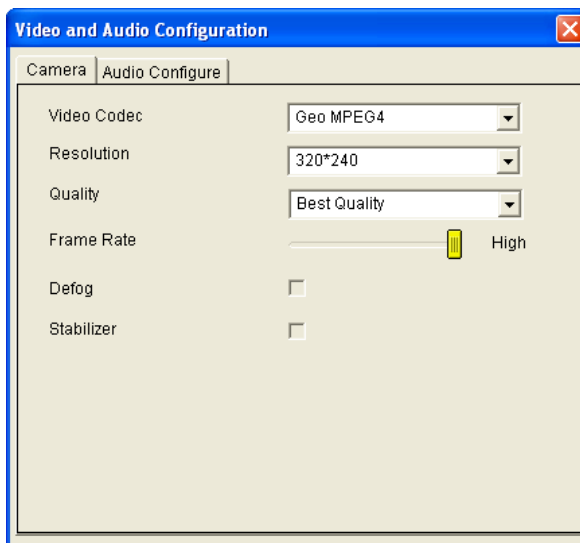 Video and Audio Configuration
Camera
Audio Configure
Video Codec
Geo MPEG4
Resolution
320*240
Quality
Best Quality
Frame Rate
High
Defog
Stabilizer